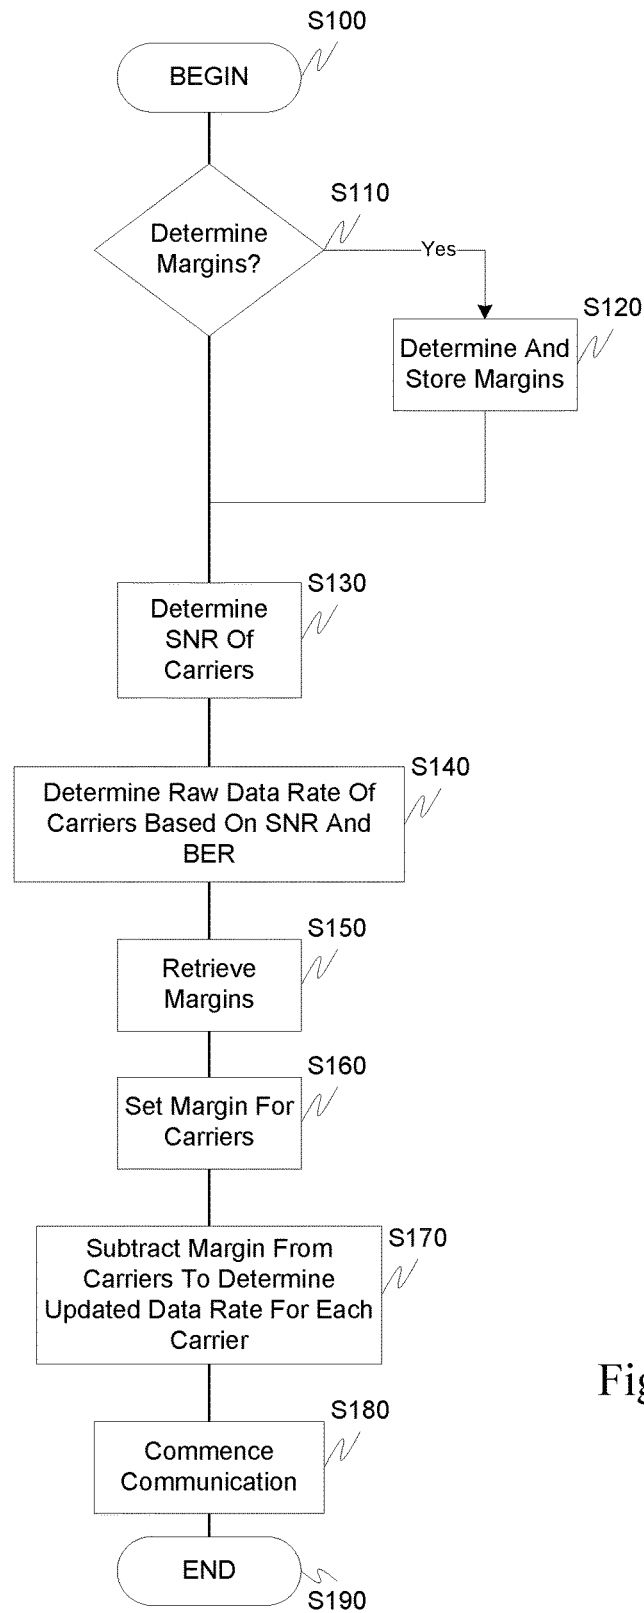 S100
BEGIN
S110
Determine
Margins?
Yes
S120
Determine And
Store Margins
S130
Determine
SNR Of
Carriers
S140
Determine Raw Data Rate Of
Carriers Based On SNR And
BER
S150
Retrieve
Margins
S160
Set Margin For
Carriers
S170
Subtract Margin From
Carriers To Determine
Updated Data Rate For Each
Carrier
Fig
S180
Commence
Communication
END
S190